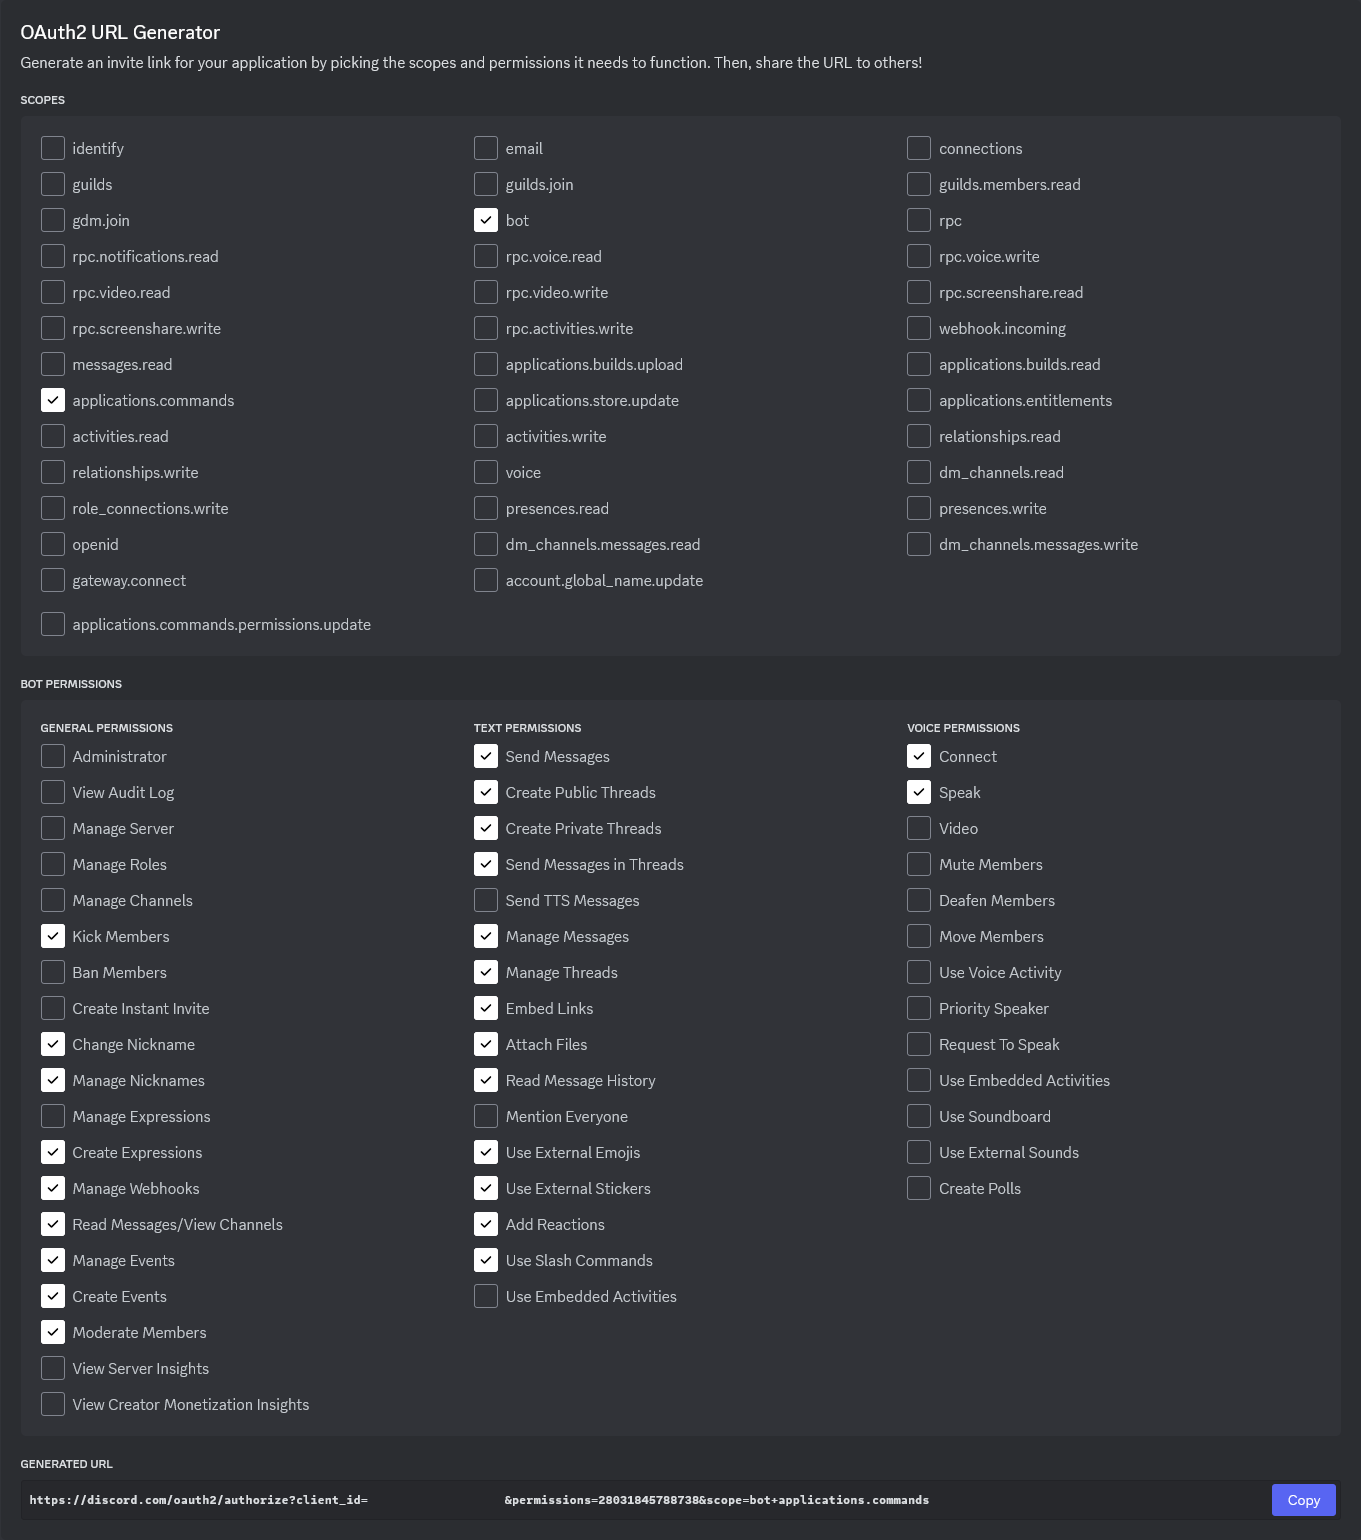 OAuth2 URL Generator
Generate an invite link for your application by picking the scopes and permissions it needs to function. Then, share the URL to others!
SCOPES
identify
email
connections
guilds
guilds.join
guilds.members.read
gdm.join
bot
rpc
rpc.notifications.read
rpc.voice.read
rpc.voice.write
rpc.video.read
rpc.video.write
rpc.screenshare.read
rpc.screenshare.write
rpc.activities.write
webhook.incoming
messages.read
applications.builds.upload
applications.builds.read
applications.commands
applications.store.update
applications.entitlements
activities.read
activities.write
relationships.read
relationships.write
voice
dm_channels.read
role_connections.write
presences.read
presences.write
openid
dm_channels.messages.read
dm_channels.messages.write
gateway.connect
account.global_name.update
applications.commands.permissions.update
BOT PERMISSIONS
GENERAL PERMISSIONS
Administrator
View Audit Log
Manage Server
Manage Roles
Manage Channels
Kick Members
Ban Members
Create Instant Invite
Change Nickname
Manage Nicknames
Manage Expressions
Create Expressions
Manage Webhooks
Read Messages/View Channels
Manage Events
Create Events
Moderate Members
View Server Insights
View Creator Monetization Insights
TEXT PERMISSIONS
Send Messages
Create Public Threads
Create Private Threads
Send Messages in Threads
Send TTS Messages
Manage Messages
Manage Threads
Embed Links
Attach Files
Read Message History
Mention Everyone
Use External Emojis
Use External Stickers
Add Reactions
Use Slash Commands
Use Embedded Activities
VOICE PERMISSIONS
Connect
Speak
Video
Mute Members
Deafen Members
Move Members
Use Voice Activity
Priority Speaker
Request To Speak
Use Embedded Activities
Use Soundboard
Use External Sounds
Create Polls
GENERATED URL
https://discord.com/oauth2/authorize?client_id= &permissions=28031845788738&scope=bot+applications.commands
Copy